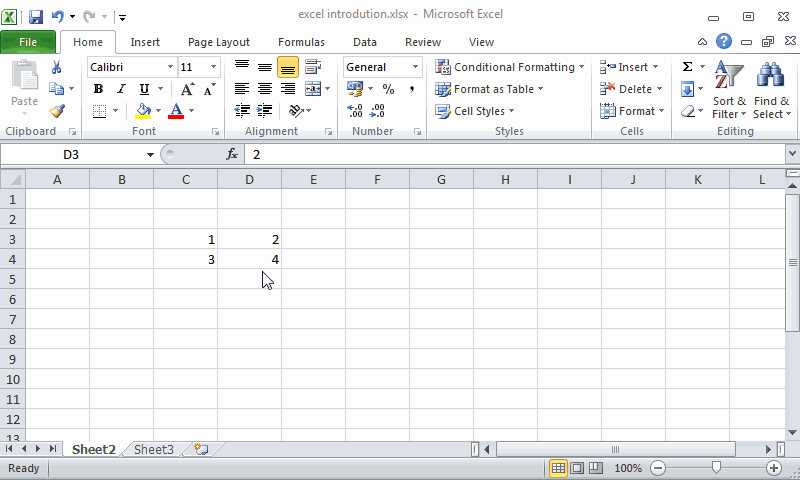 excel introdution.xlsx - Microsoft Excel
File Home Insert Page Layout Formulas Data Review View
Calibri 11 General Conditional Formatting Insert Σ
Paste B I U A A % , Format as Table Delete Sort & Find &
A .00 .00 Cell Styles Format Filter Select
Clipboard Font Alignment Number Styles Cells Editing
D3 fx 2
A B C D E F G H I J K L
1
2
3 1 2
4 3 4
5
6
7
8
9
10
11
12
13
Sheet2 Sheet3
Ready 100%